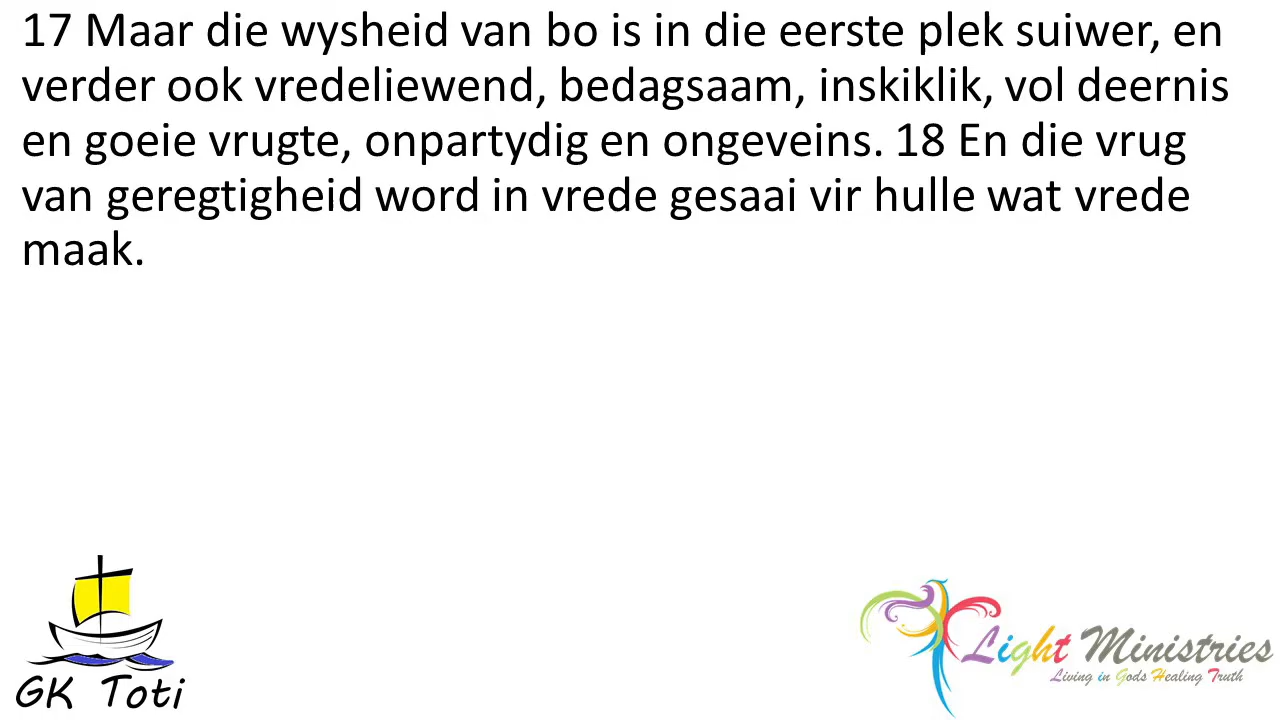 17 Maar die wysheid van bo is in die eerste plek suiwer, en
verder ook vredeliewend, bedagsaam, inskiklik, vol deernis
en goeie vrugte, onpartydig en ongeveins. 18 En die vrug
van geregtigheid word in vrede gesaai vir hulle wat vrede
maak.
GK Toti
Light Ministries
Living in Gods Healing Truth